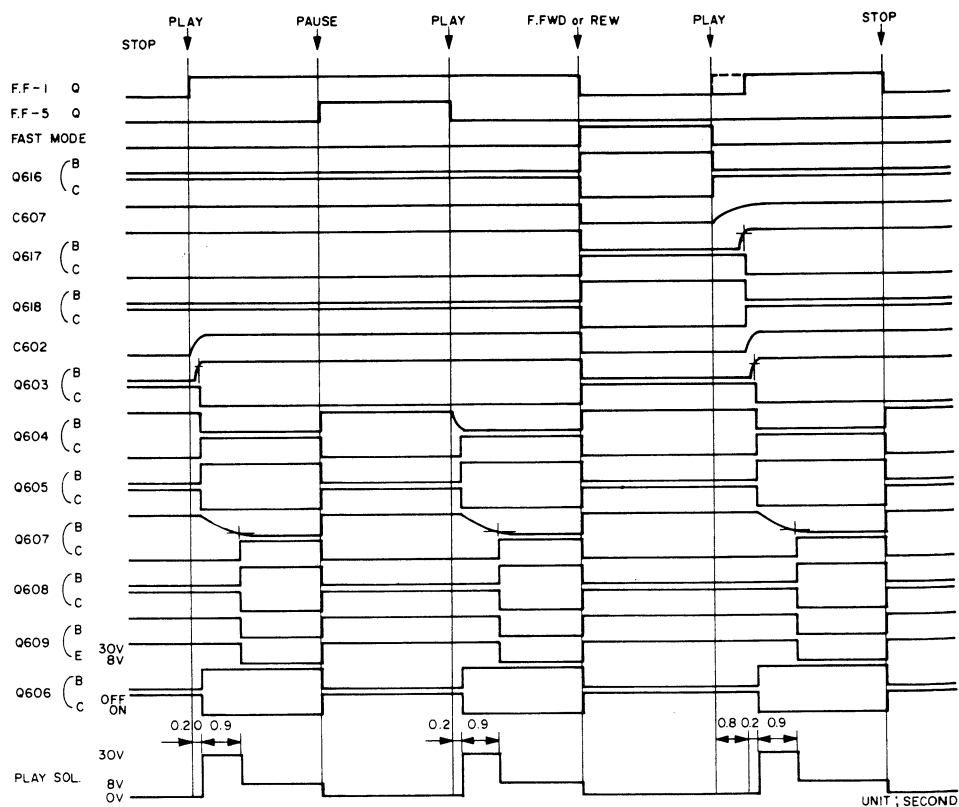 STOP PLAY PAUSE PLAY F.FWD or REW PLAY STOP
F.F-1 Q
F.F-5 Q
FAST MODE
Q616 B
C
C607
Q617 B
C
Q618 B
C
C602
Q603 B
C
Q604 B
C
Q605 B
C
Q607 B
C
Q608 B
C
Q609 B
E 30V
8V
Q606 B
C OFF
ON
0.20 0.9 0.2 0.9 0.8 0.2 0.9
PLAY SOL. 30V
8V
0V
UNIT ; SECOND